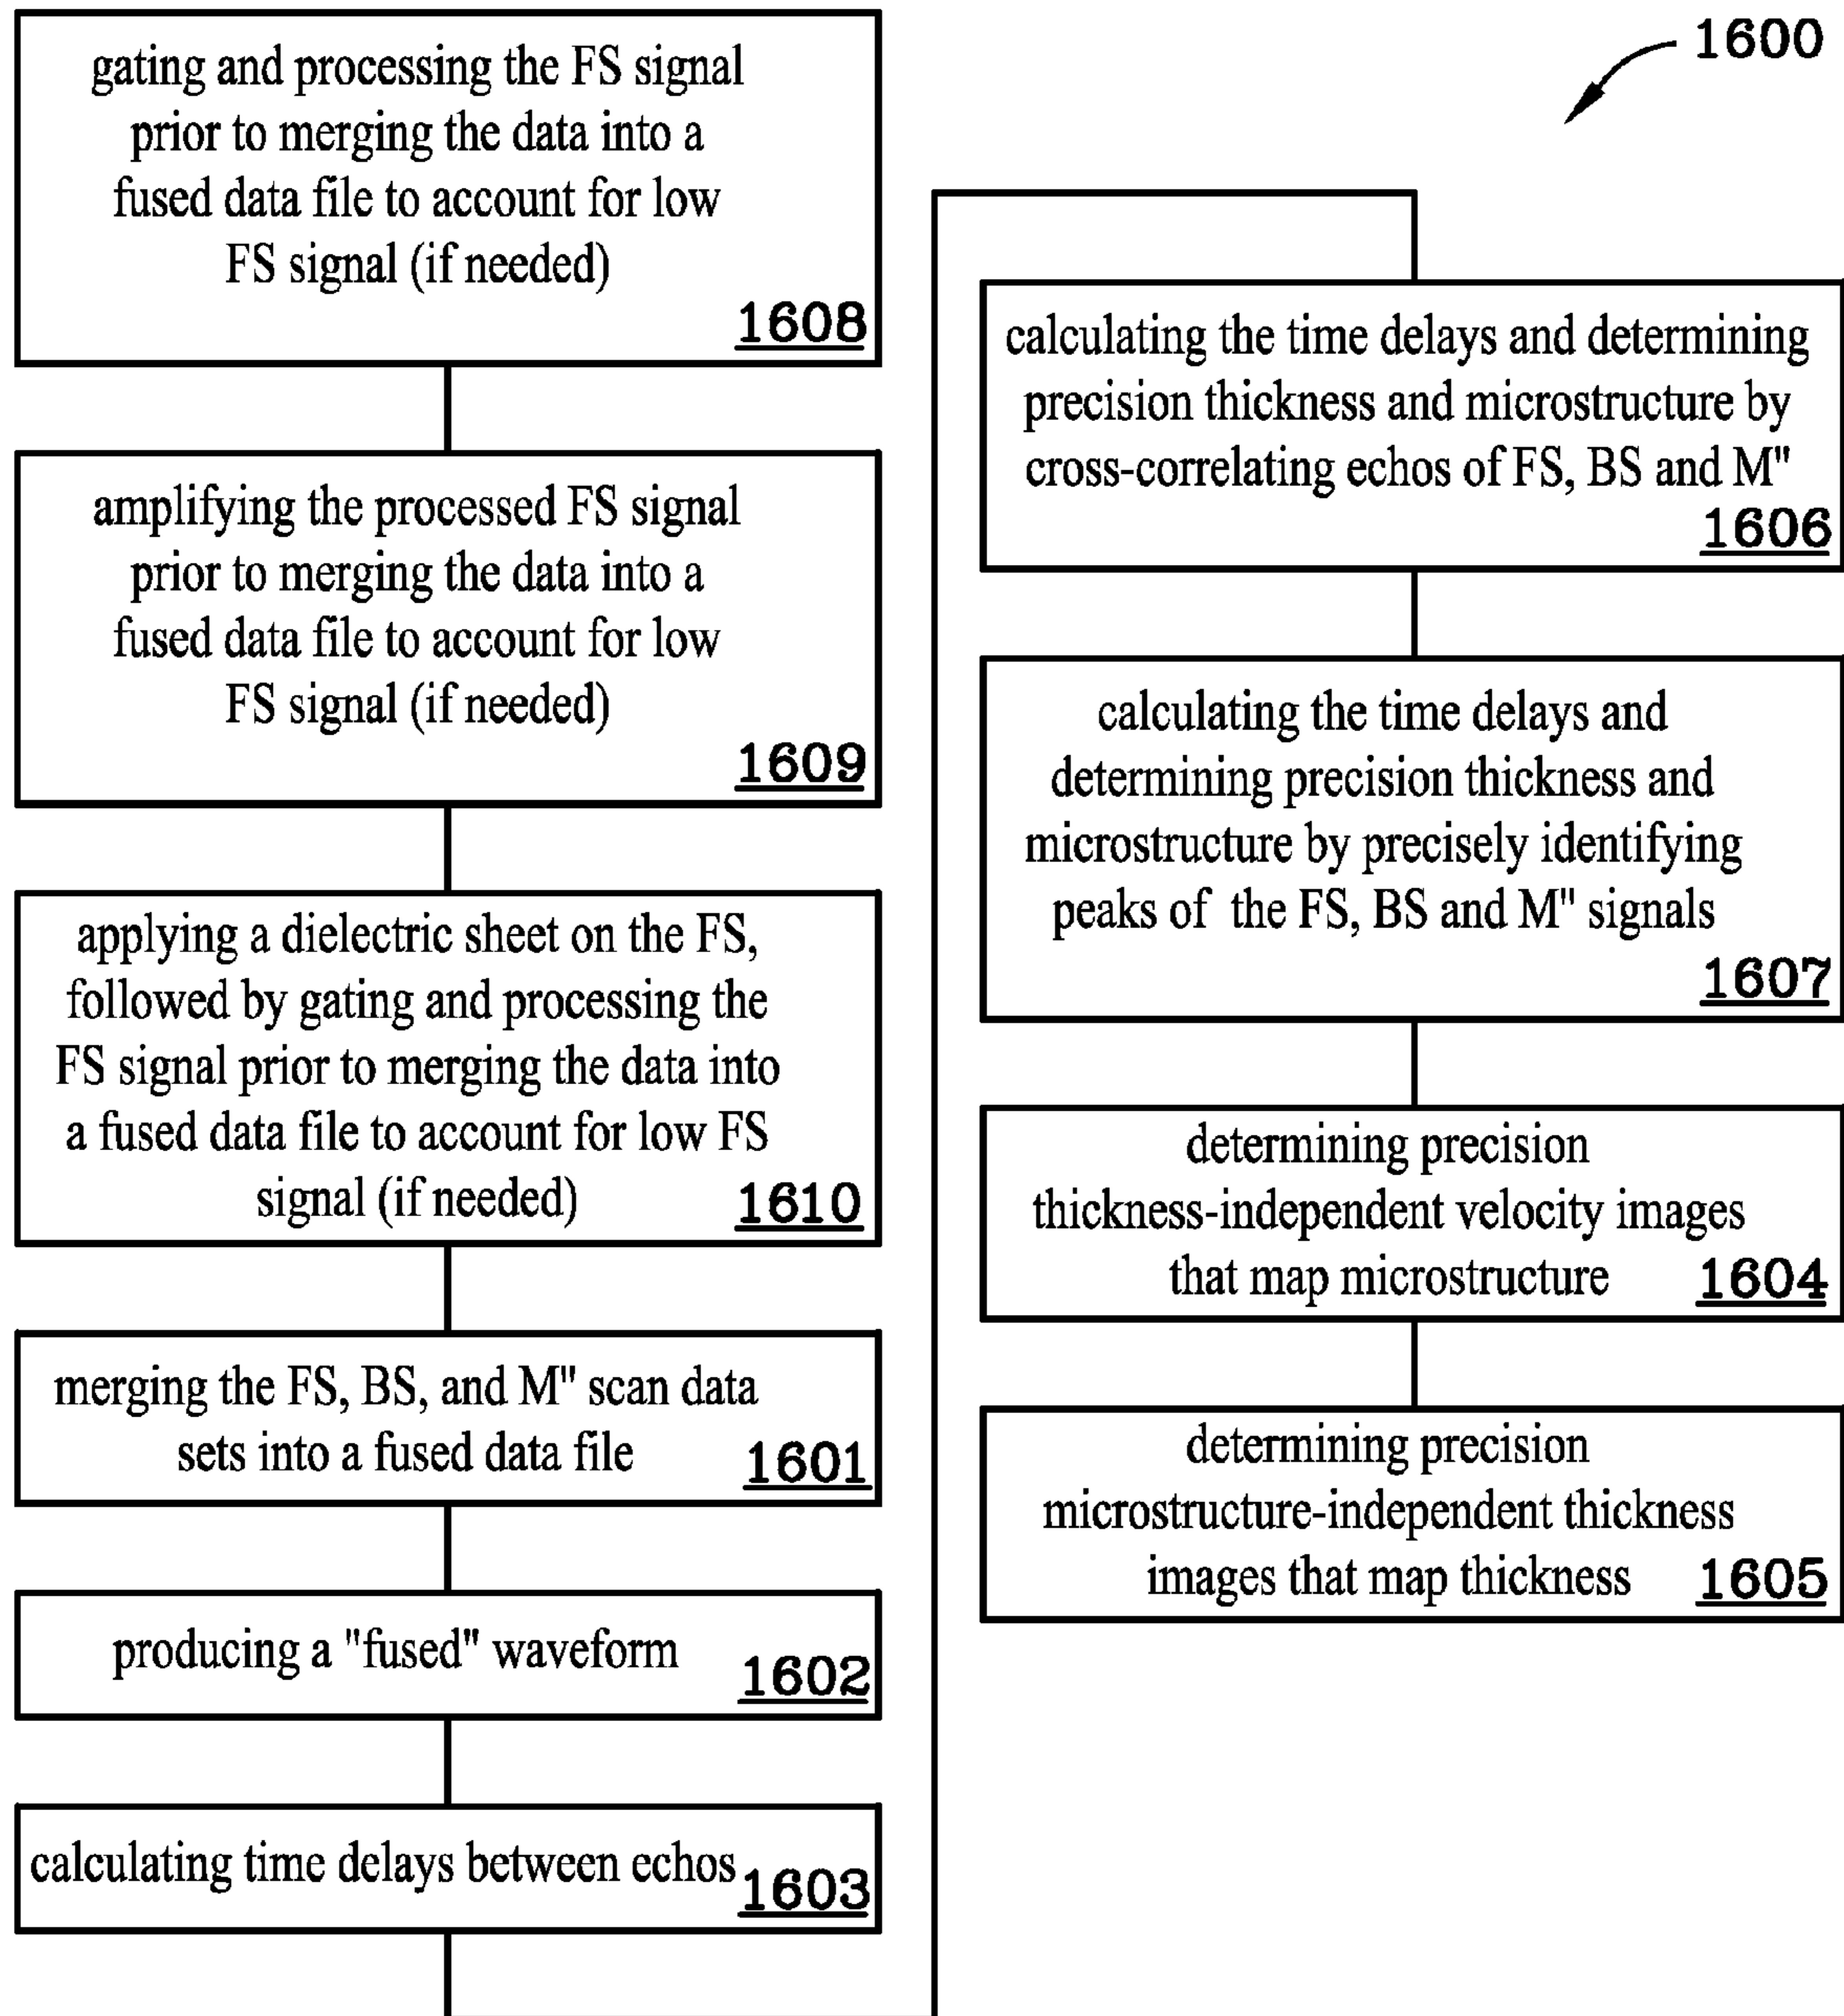 1600
gating and processing the FS signal
prior to merging the data into a
fused data file to account for low
FS signal (if needed)
1608
amplifying the processed FS signal
prior to merging the data into a
fused data file to account for low
FS signal (if needed)
1609
applying a dielectric sheet on the FS,
followed by gating and processing the
FS signal prior to merging the data into
a fused data file to account for low FS
signal (if needed) 1610
merging the FS, BS, and M" scan data
sets into a fused data file 1601
producing a "fused" waveform 1602
calculating time delays between echos 1603
calculating the time delays and determining
precision thickness and microstructure by
cross-correlating echos of FS, BS and M"
1606
calculating the time delays and
determining precision thickness and
microstructure by precisely identifying
peaks of the FS, BS and M" signals
1607
determining precision
thickness-independent velocity images
that map microstructure 1604
determining precision
microstructure-independent thickness
images that map thickness 1605